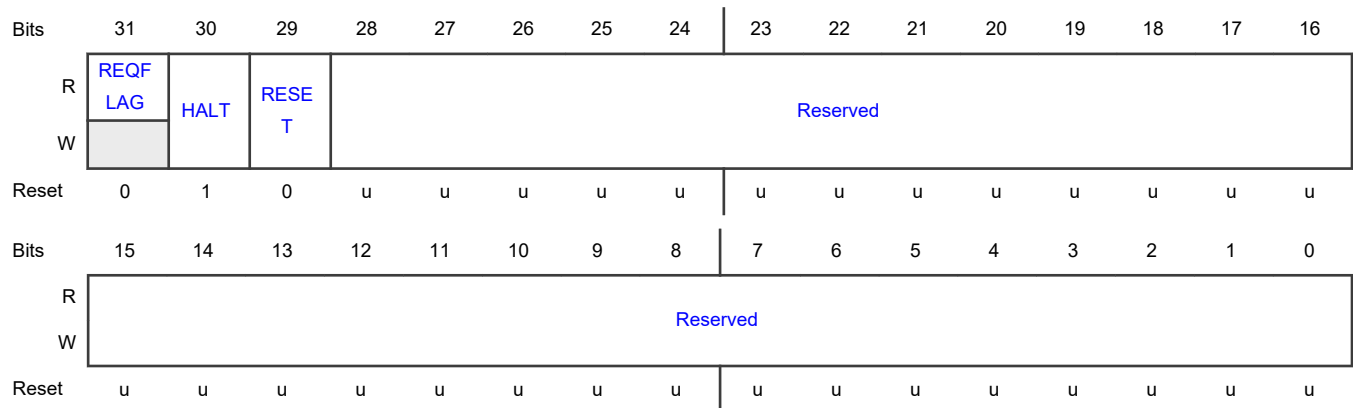 Bits 31 30 29 28 27 26 25 24 23 22 21 20 19 18 17 16
R
REQF
LAG
HALT
RESE
T
Reserved
W
Reset 0 1 0 u u u u u u u u u u u u u
Bits 15 14 13 12 11 10 9 8 7 6 5 4 3 2 1 0
R
Reserved
W
Reset u u u u u u u u u u u u u u u u